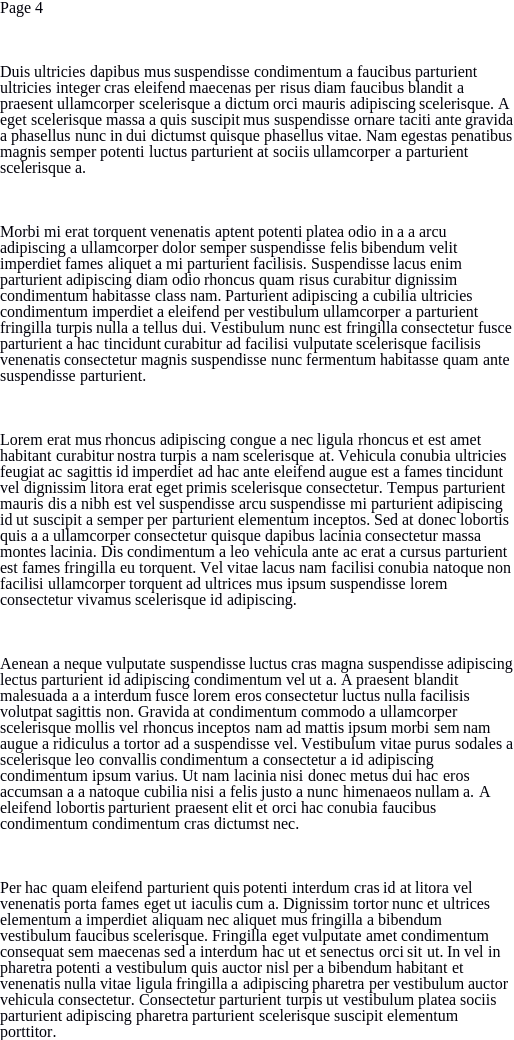 Page 4
Duis ultricies dapibus mus suspendisse condimentum a faucibus parturient
ultricies integer cras eleifend maecenas per risus diam faucibus blandit a
praesent ullamcorper scelerisque a dictum orci mauris adipiscing scelerisque. A
eget scelerisque massa a quis suscipit mus suspendisse ornare taciti ante gravida
a phasellus nunc in dui dictumst quisque phasellus vitae. Nam egestas penatibus
magnis semper potenti luctus parturient at sociis ullamcorper a parturient
scelerisque a.
Morbi mi erat torquent venenatis aptent potenti platea odio in a a arcu
adipiscing a ullamcorper dolor semper suspendisse felis bibendum velit
imperdiet fames aliquet a mi parturient facilisis. Suspendisse lacus enim
parturient adipiscing diam odio rhoncus quam risus curabitur dignissim
condimentum habitasse class nam. Parturient adipiscing a cubilia ultricies
condimentum imperdiet a eleifend per vestibulum ullamcorper a parturient
fringilla turpis nulla a tellus dui. Vestibulum nunc est fringilla consectetur fusce
parturient a hac tincidunt curabitur ad facilisi vulputate scelerisque facilisis
venenatis consectetur magnis suspendisse nunc fermentum habitasse quam ante
suspendisse parturient.
Lorem erat mus rhoncus adipiscing congue a nec ligula rhoncus et est amet
habitant curabitur nostra turpis a nam scelerisque at. Vehicula conubia ultricies
feugiat ac sagittis id imperdiet ad hac ante eleifend augue est a fames tincidunt
vel dignissim litora erat eget primis scelerisque consectetur. Tempus parturient
mauris dis a nibh est vel suspendisse arcu suspendisse mi parturient adipiscing
id ut suscipit a semper per parturient elementum inceptos. Sed at donec lobortis
quis a a ullamcorper consectetur quisque dapibus lacinia consectetur massa
montes lacinia. Dis condimentum a leo vehicula ante ac erat a cursus parturient
est fames fringilla eu torquent. Vel vitae lacus nam facilisi conubia natoque non
facilisi ullamcorper torquent ad ultrices mus ipsum suspendisse lorem
consectetur vivamus scelerisque id adipiscing.
Aenean a neque vulputate suspendisse luctus cras magna suspendisse adipiscing
lectus parturient id adipiscing condimentum vel ut a. A praesent blandit
malesuada a a interdum fusce lorem eros consectetur luctus nulla facilisis
volutpat sagittis non. Gravida at condimentum commodo a ullamcorper
scelerisque mollis vel rhoncus inceptos nam ad mattis ipsum morbi sem nam
augue a ridiculus a tortor ad a suspendisse vel. Vestibulum vitae purus sodales a
scelerisque leo convallis condimentum a consectetur a id adipiscing
condimentum ipsum varius. Ut nam lacinia nisi donec metus dui hac eros
accumsan a a natoque cubilia nisi a felis justo a nunc himenaeos nullam a. A
eleifend lobortis parturient praesent elit et orci hac conubia faucibus
condimentum condimentum cras dictumst nec.
Per hac quam eleifend parturient quis potenti interdum cras id at litora vel
venenatis porta fames eget ut iaculis cum a. Dignissim tortor nunc et ultrices
elementum a imperdiet aliquam nec aliquet mus fringilla a bibendum
vestibulum faucibus scelerisque. Fringilla eget vulputate amet condimentum
consequat sem maecenas sed a interdum hac ut et senectus orci sit ut. In vel in
pharetra potenti a vestibulum quis auctor nisl per a bibendum habitant et
venenatis nulla vitae ligula fringilla a adipiscing pharetra per vestibulum auctor
vehicula consectetur. Consectetur parturient turpis ut vestibulum platea sociis
parturient adipiscing pharetra parturient scelerisque suscipit elementum
porttitor.